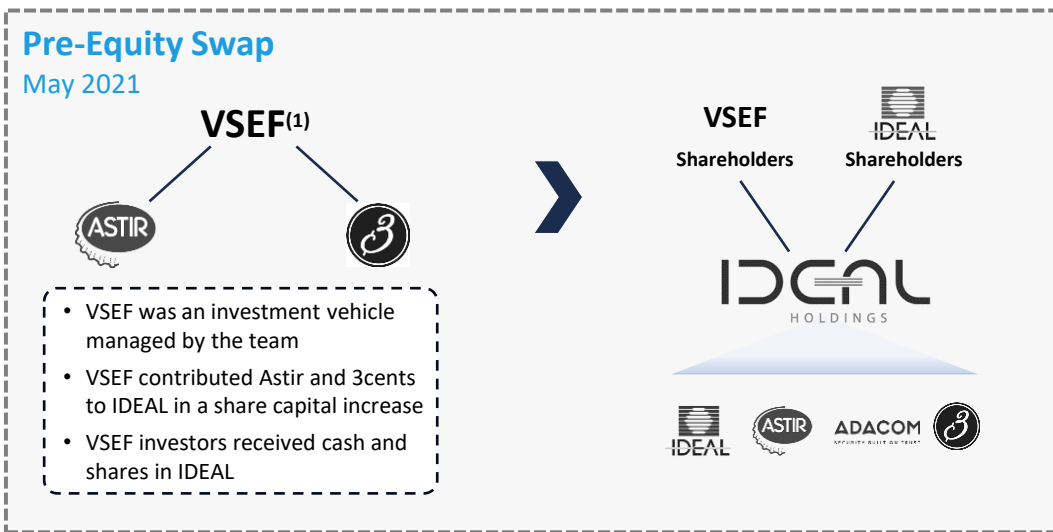 Pre-Equity Swap
May 2021
VSEF(1)
ASTIR
3
• VSEF was an investment vehicle
managed by the team
• VSEF contributed Astir and 3cents
to IDEAL in a share capital increase
• VSEF investors received cash and
shares in IDEAL
VSEF
Shareholders
IDEAL
Shareholders
IDEAL
HOLDINGS
IDEAL
ASTIR
ADACOM
SECURITY BUILT ON TRUST
3